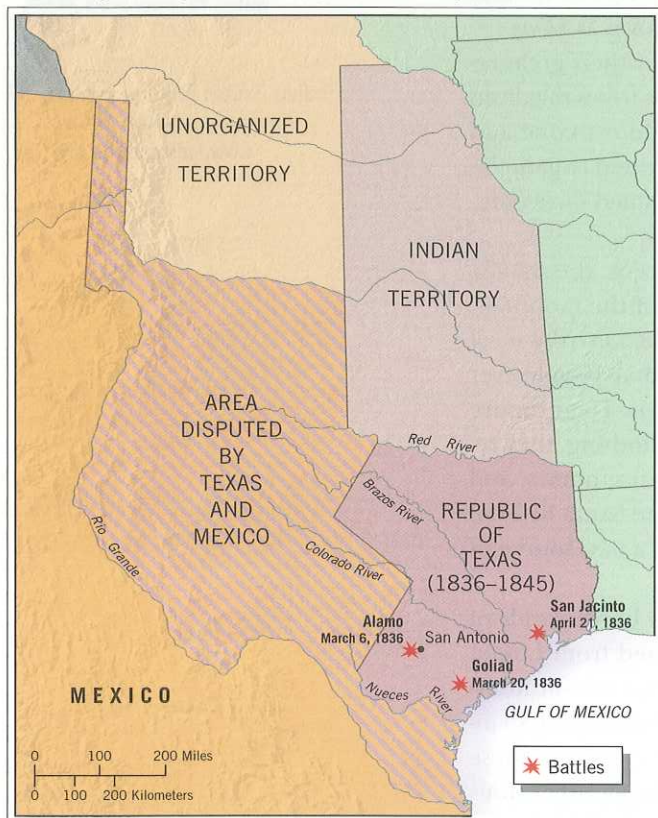 UNORGANIZED
TERRITORY
INDIAN
TERRITORY
AREA
DISPUTED
BY
TEXAS
AND
MEXICO
Red River
Brazos River
REPUBLIC
OF
TEXAS
(1836–1845)
Rio Grande
Colorado River
San Jacinto
April 21, 1836
Alamo
March 6, 1836
San Antonio
Goliad
March 20, 1836
Nueces River
MEXICO
GULF OF MEXICO
0 100 200 Miles
0 100 200 Kilometers
Battles